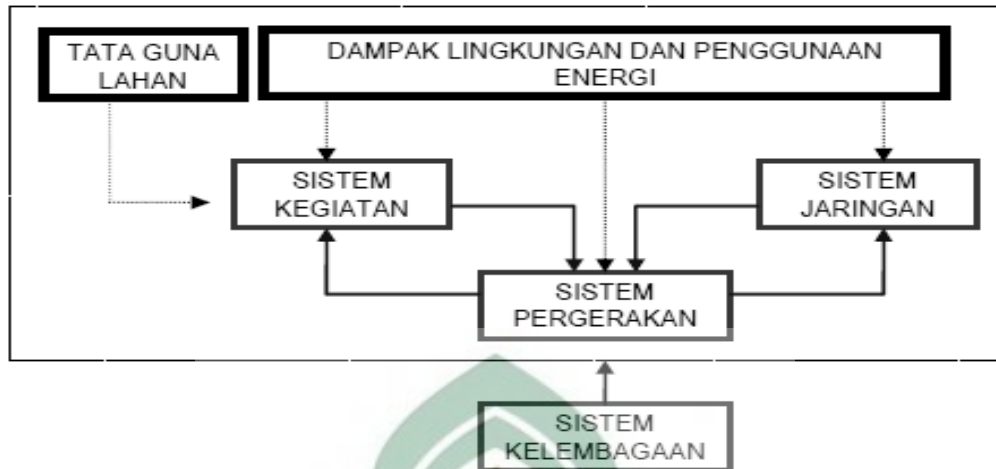 TATA GUNA
LAHAN
DAMPAK LINGKUNGAN DAN PENGGUNAAN
ENERGI
SISTEM
KEGIATAN
SISTEM
JARINGAN
SISTEM
PERGERAKAN
SISTEM
KELEMBAGAAN